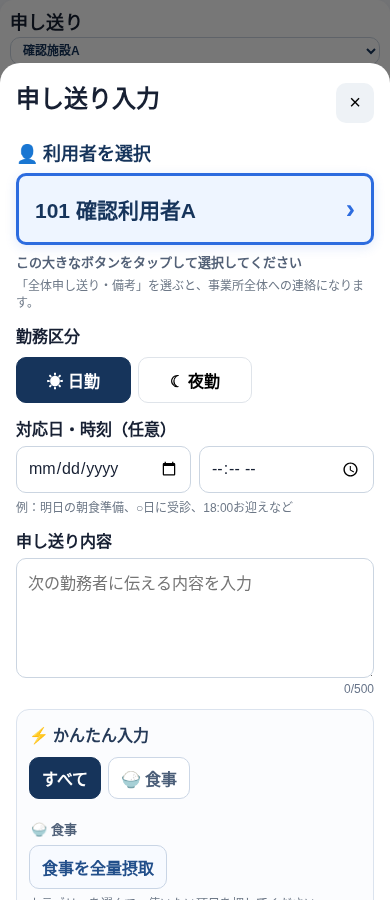 申し送り
確認施設A
申し送り入力
×
👤 利用者を選択
101 確認利用者A
›
この大きなボタンをタップして選択してください
「全体申し送り・備考」を選ぶと、事業所全体への連絡になりま
す。
勤務区分
☀ 日勤 ☾ 夜勤
対応日・時刻（任意）
mm/dd/yyyy --:-- --
例：明日の朝食準備、○日に受診、18:00お迎えなど
申し送り内容
次の勤務者に伝える内容を入力
0/500
⚡ かんたん入力
すべて 🍚 食事
🍚 食事
食事を全量摂取